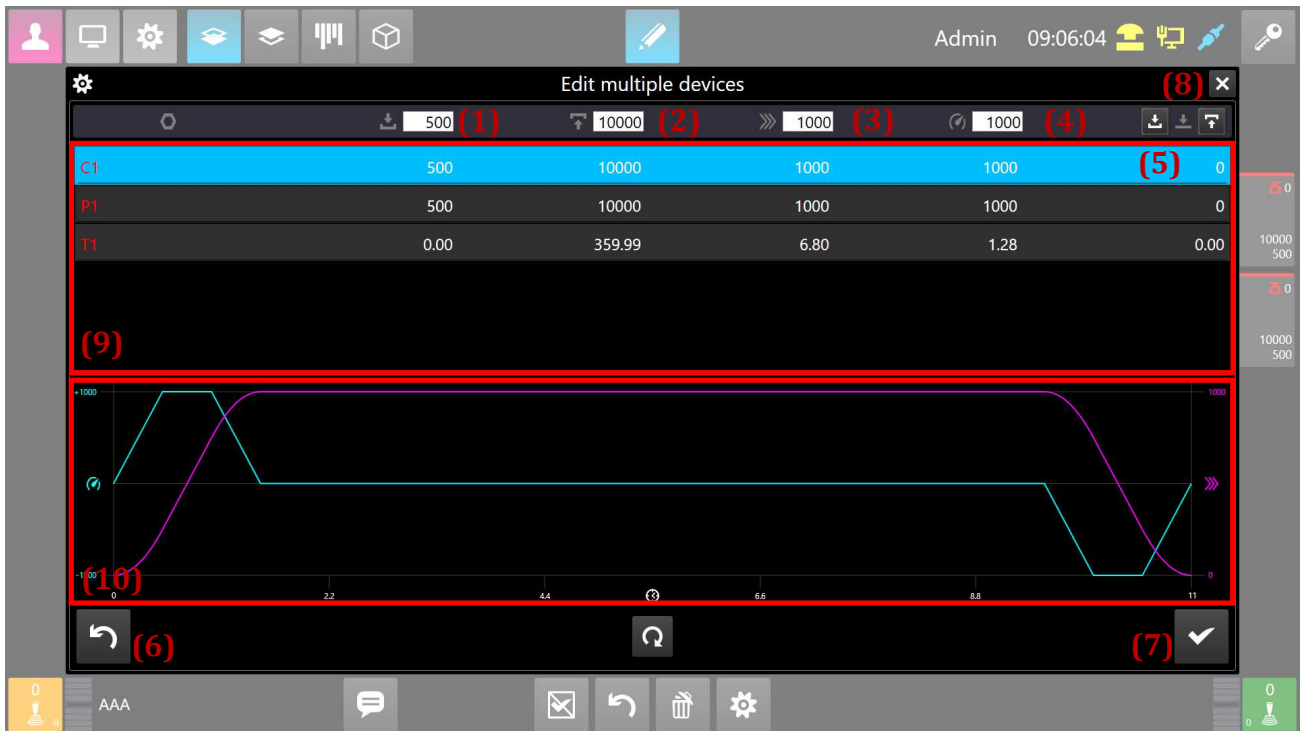 Admin 09:06:04
Edit multiple devices (8)
500 (1) 10000 (2) 1000 (3) 1000 (4)
C1 500 10000 1000 1000 (5) 0
P1 500 10000 1000 1000 0
T1 0.00 359.99 6.80 1.28 0.00
(9)
0
10000
500
0
10000
500
+1000 1000
(10) 0
0 2.2 4.4 6.6 8.8 11
(6) (7)
0 0
AAA
0 0